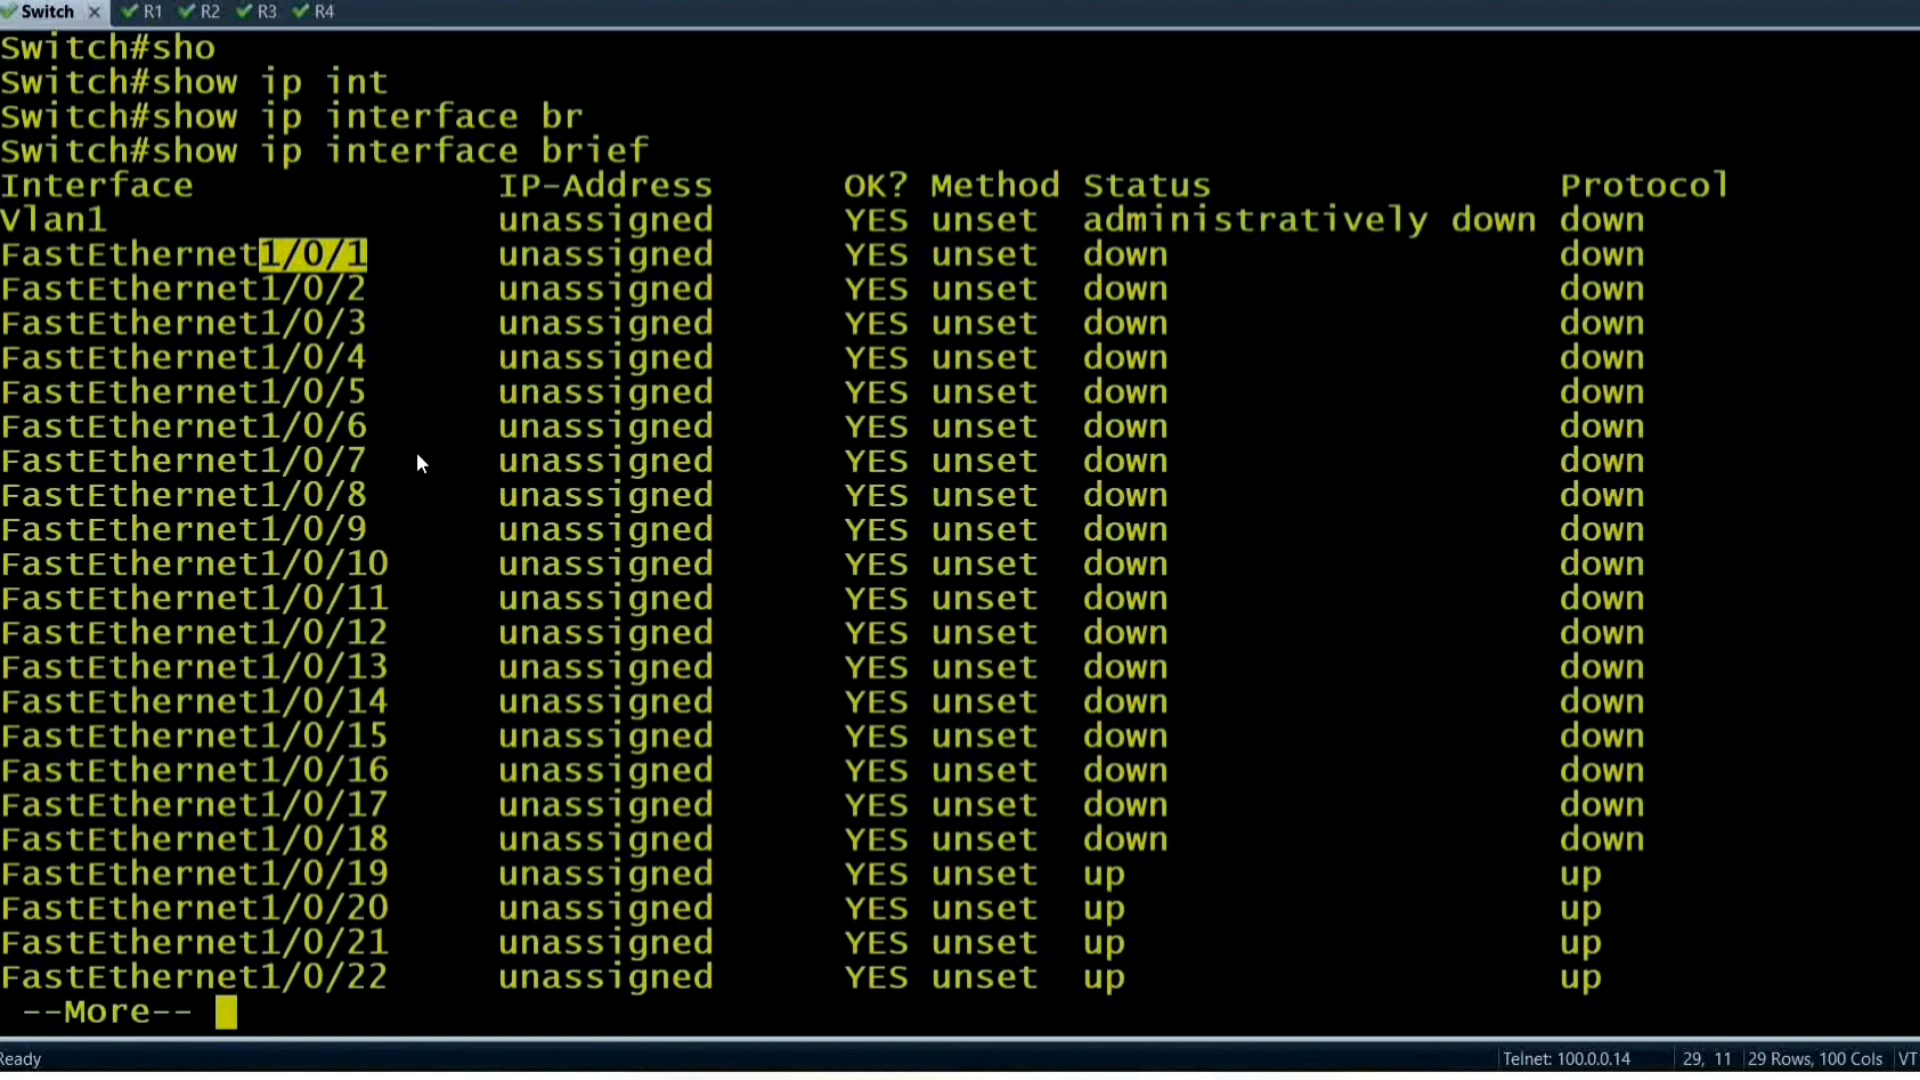 Switch × R1 R2 R3 R4
Switch#sho
Switch#show ip int
Switch#show ip interface br
Switch#show ip interface brief
Interface IP-Address OK? Method Status Protocol
Vlan1 unassigned YES unset administratively down down
FastEthernet1/0/1 unassigned YES unset down down
FastEthernet1/0/2 unassigned YES unset down down
FastEthernet1/0/3 unassigned YES unset down down
FastEthernet1/0/4 unassigned YES unset down down
FastEthernet1/0/5 unassigned YES unset down down
FastEthernet1/0/6 unassigned YES unset down down
FastEthernet1/0/7 unassigned YES unset down down
FastEthernet1/0/8 unassigned YES unset down down
FastEthernet1/0/9 unassigned YES unset down down
FastEthernet1/0/10 unassigned YES unset down down
FastEthernet1/0/11 unassigned YES unset down down
FastEthernet1/0/12 unassigned YES unset down down
FastEthernet1/0/13 unassigned YES unset down down
FastEthernet1/0/14 unassigned YES unset down down
FastEthernet1/0/15 unassigned YES unset down down
FastEthernet1/0/16 unassigned YES unset down down
FastEthernet1/0/17 unassigned YES unset down down
FastEthernet1/0/18 unassigned YES unset down down
FastEthernet1/0/19 unassigned YES unset up up
FastEthernet1/0/20 unassigned YES unset up up
FastEthernet1/0/21 unassigned YES unset up up
FastEthernet1/0/22 unassigned YES unset up up
--More--
Ready Telnet: 100.0.0.14 29, 11 29 Rows, 100 Cols VT